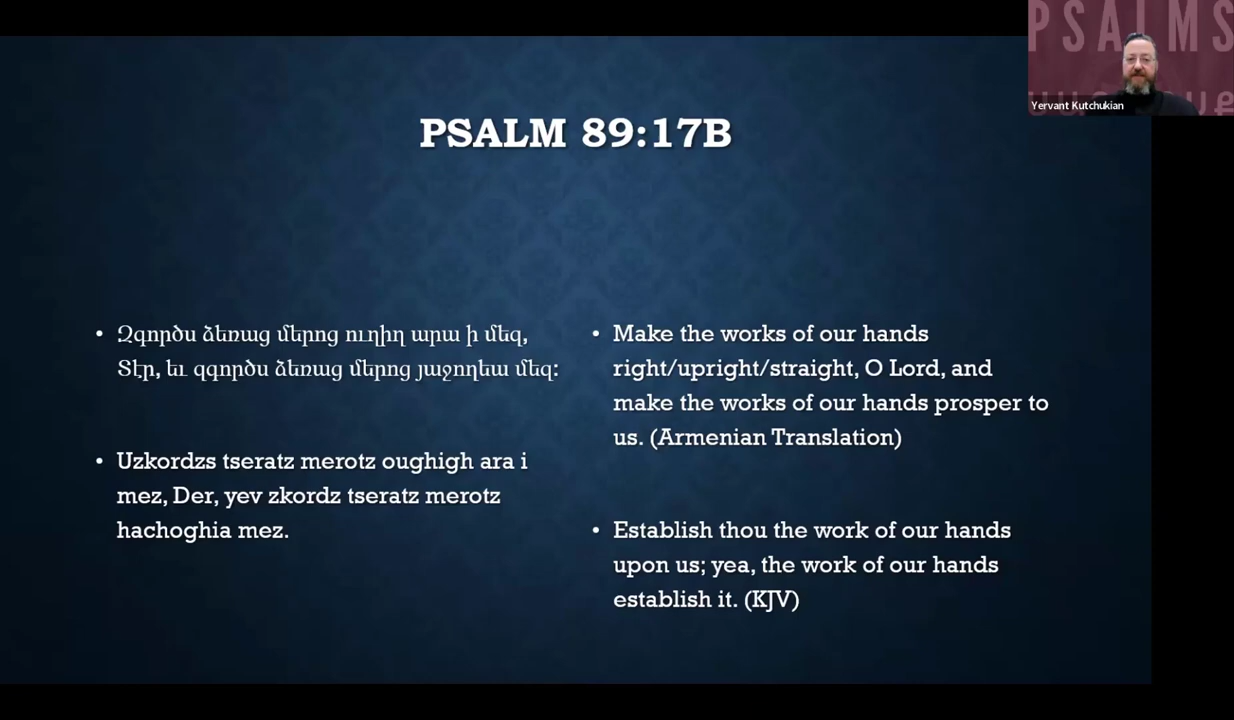 PSALMS
Yervant Kutchukian
PSALM 89:17B
• Զգործս ձեռաց մերոց ուղիղ արա ի մեզ,
Տէր, եւ զգործս ձեռաց մերոց յաջողեա մեզ:
• Uzkordzs tseratz merotz oughigh ara i
mez, Der, yev zkordz tseratz merotz
hachoghia mez.
• Make the works of our hands
right/upright/straight, O Lord, and
make the works of our hands prosper to
us. (Armenian Translation)
• Establish thou the work of our hands
upon us; yea, the work of our hands
establish it. (KJV)